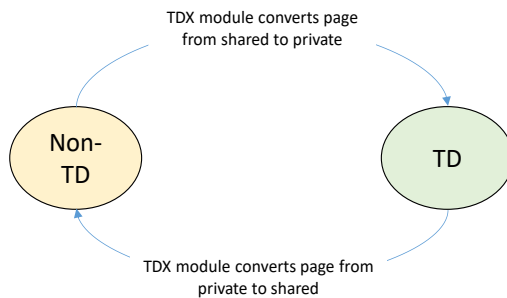 TDX module converts page
from shared to private
Non-
TD
TD
TDX module converts page from
private to shared